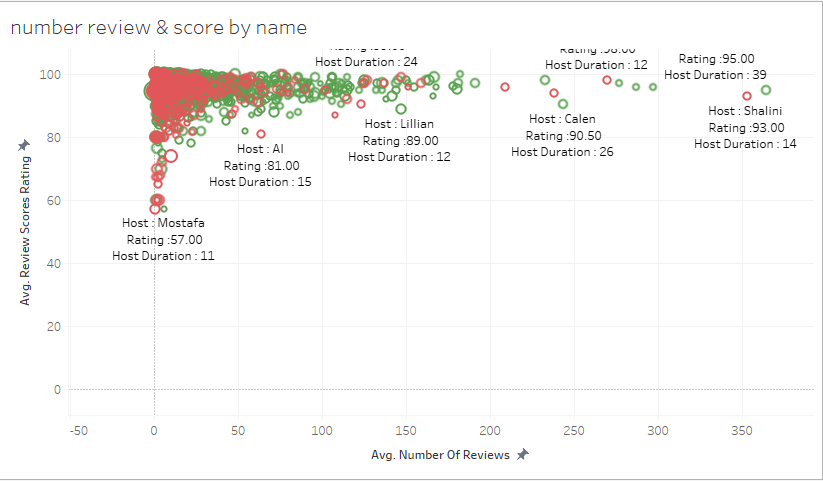 number review & score by name
Host Duration : 24
Rating :98.00
Host Duration : 12
Rating :95.00
Host Duration : 39
Host : Shalini
Rating :93.00
Host Duration : 14
Host : Calen
Rating :90.50
Host Duration : 26
Host : Lillian
Rating :89.00
Host Duration : 12
Host : Al
Rating :81.00
Host Duration : 15
Host : Mostafa
Rating :57.00
Host Duration : 11
100
80
60
40
20
0
Avg. Review Scores Rating
-50
0
50
100
150
200
250
300
350
Avg. Number Of Reviews